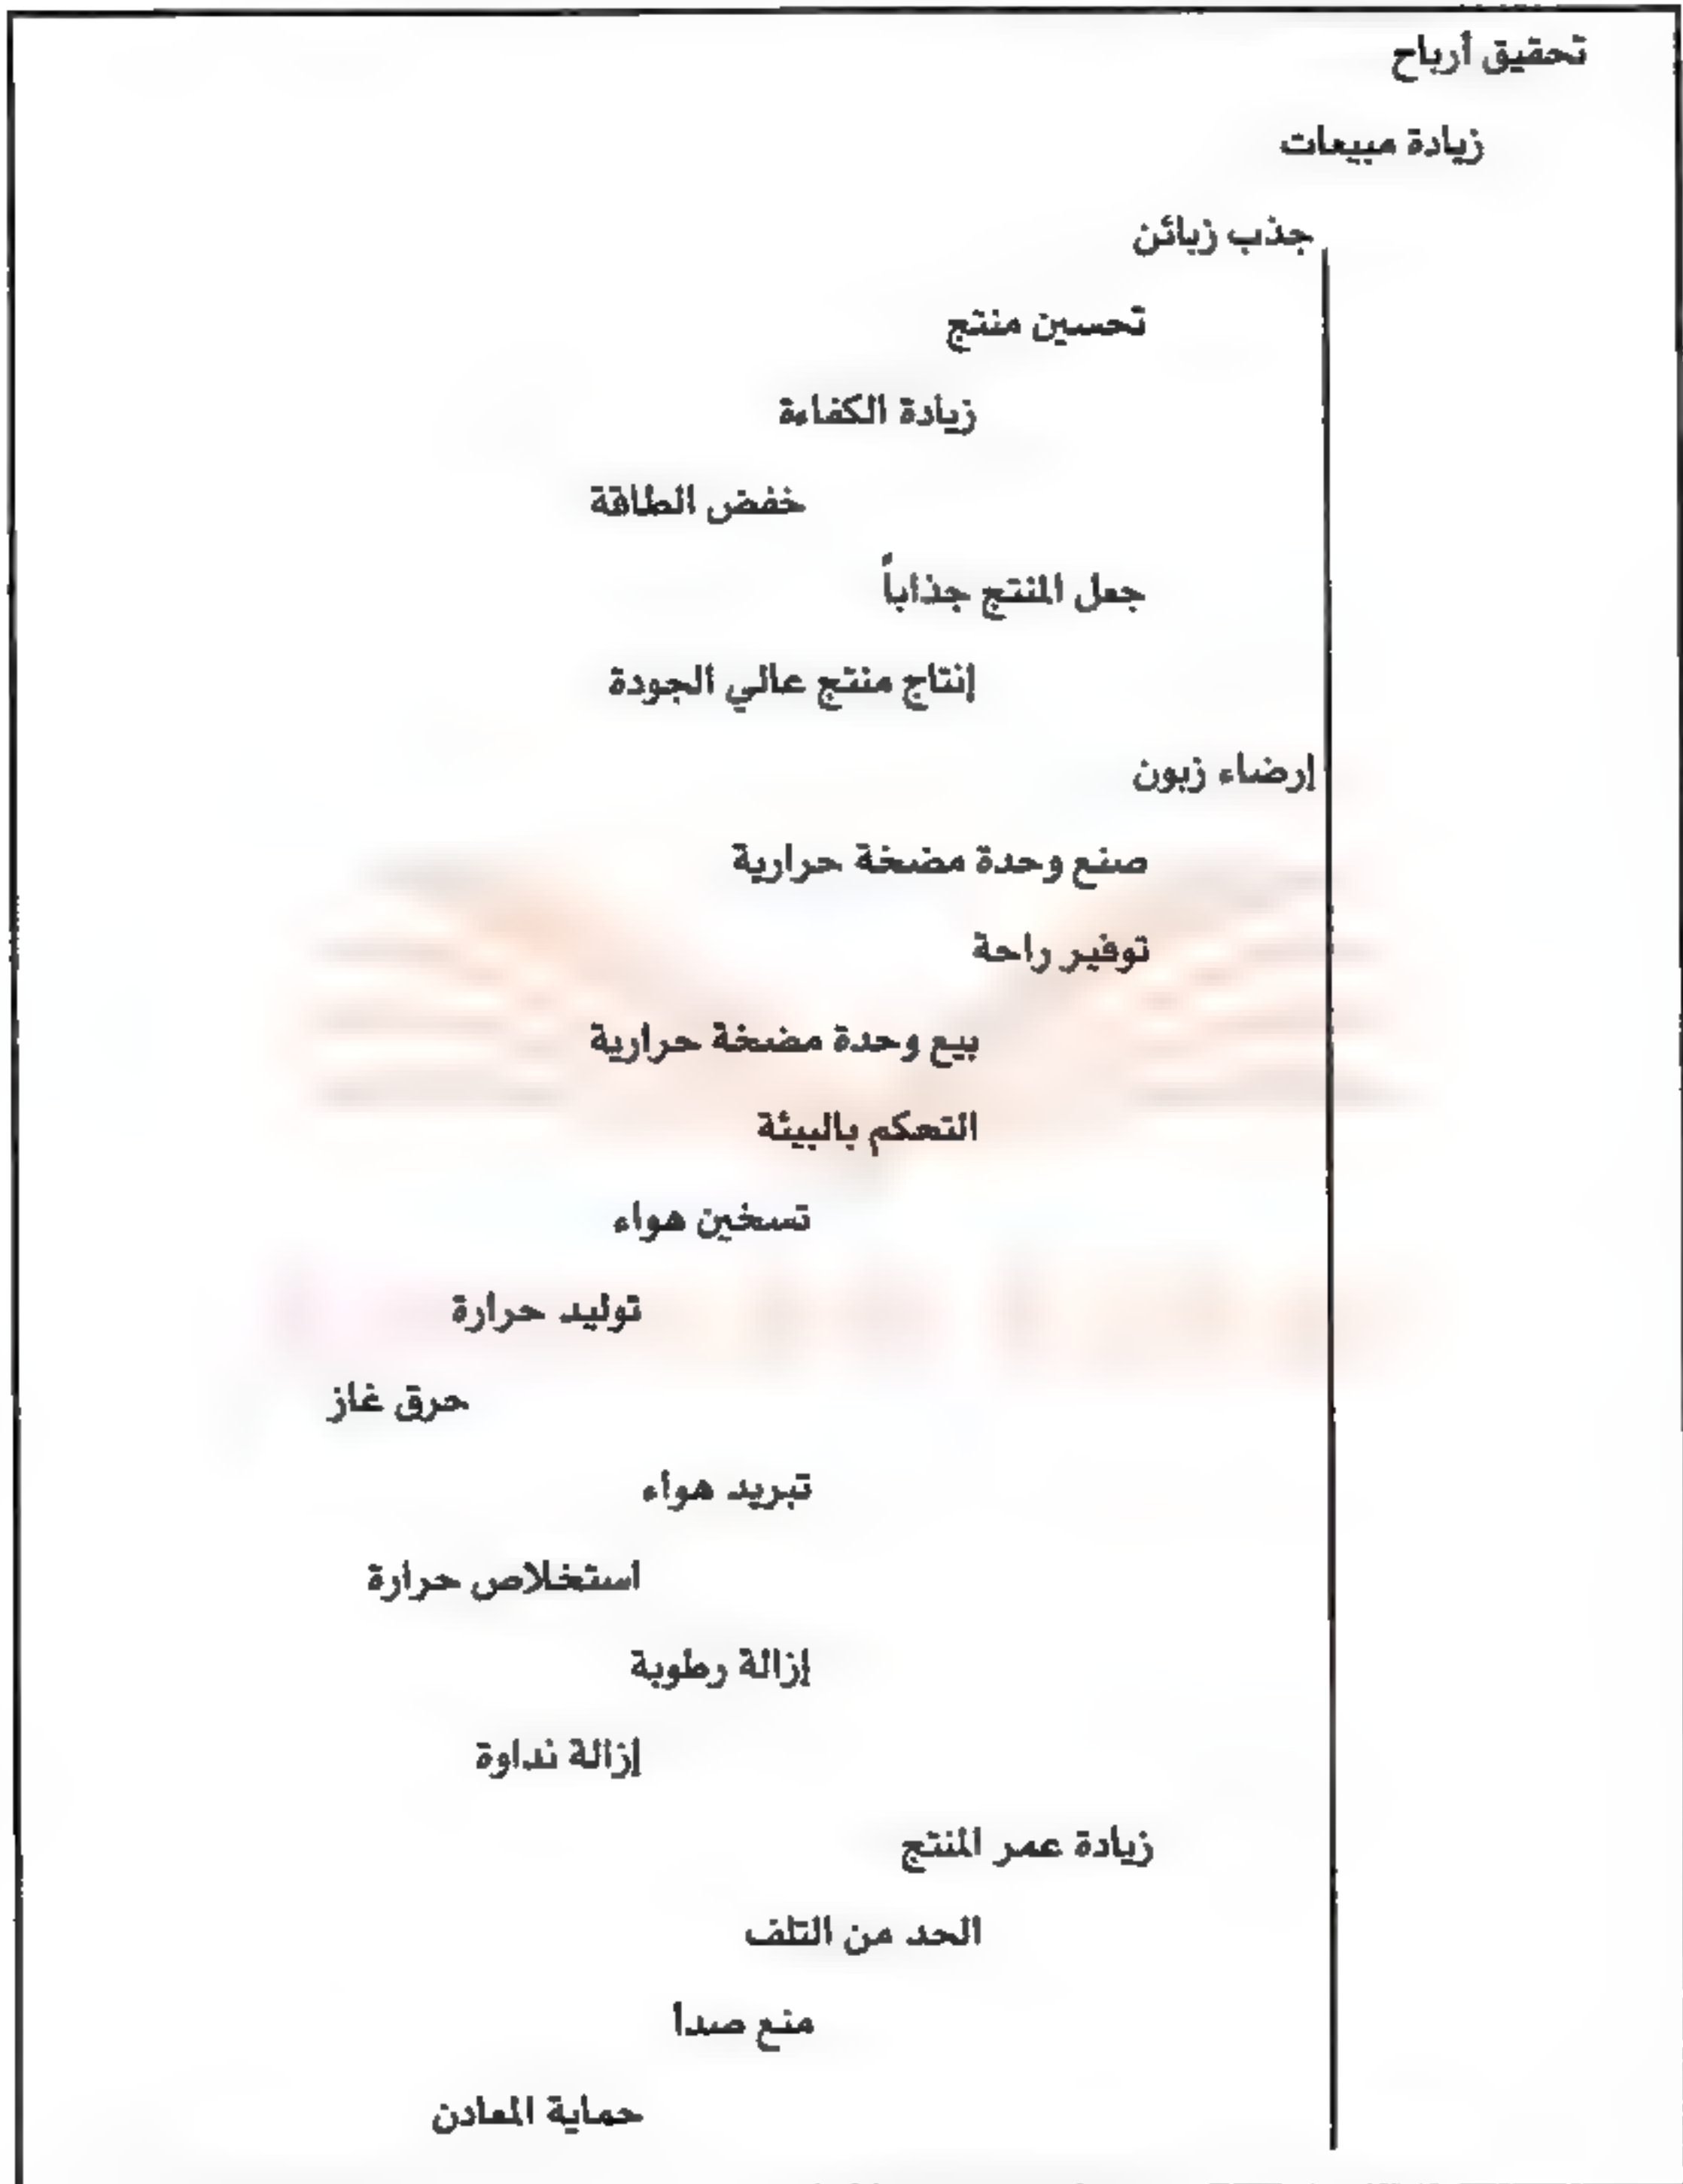 تحقيق أرباح
زيادة مبيعات
جذب زبائن
تحسين منتج
زيادة الكفاءة
خفض الطاقة
جعل المنتج جذاباً
إنتاج منتج عالي الجودة
إرضاء زبون
صنع وحدة مضخة حرارية
توفير راحة
بيع وحدة مضخة حرارية
التحكم بالبيئة
تسخين هواء
توليد حرارة
حرق غاز
تبريد هواء
استخلاص حرارة
إزالة رطوبة
إزالة نداوة
زيادة عمر المنتج
الحد من التلف
منع صدا
حماية المعادن